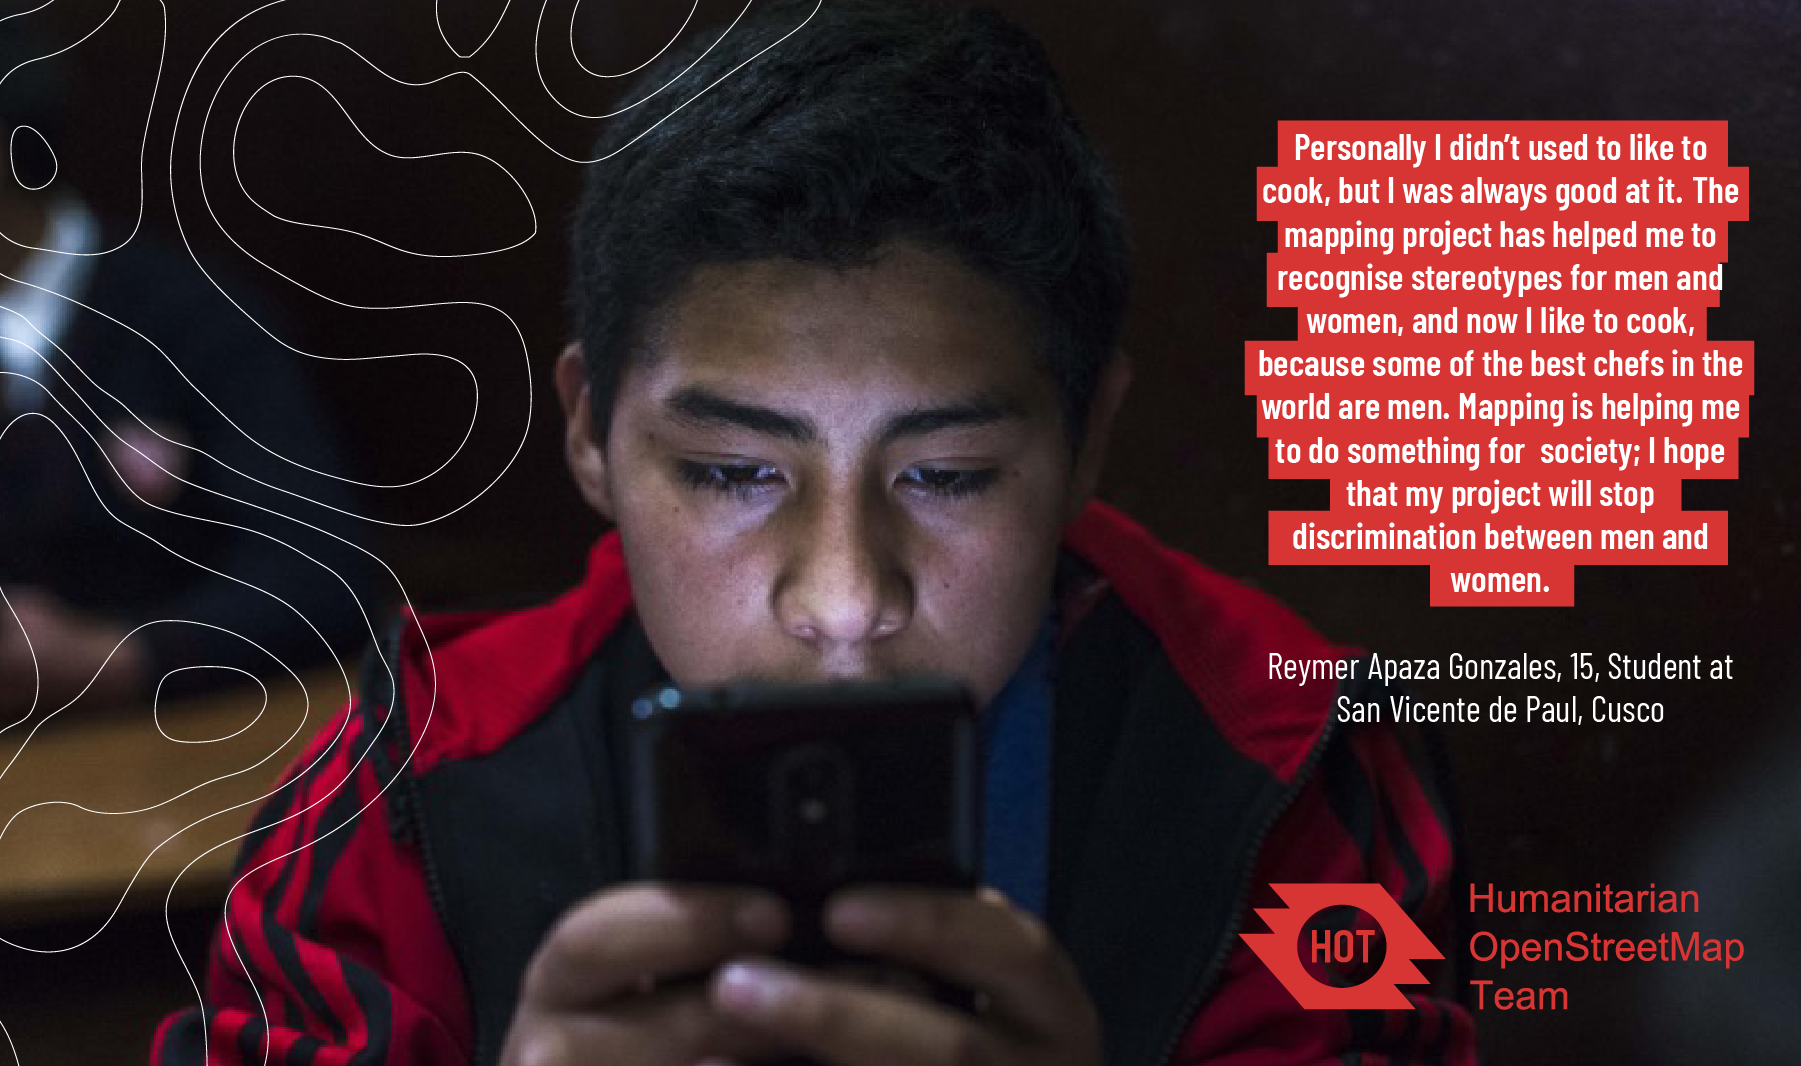 Personally I didn’t used to like to
cook, but I was always good at it. The
mapping project has helped me to
recognise stereotypes for men and
women, and now I like to cook,
because some of the best chefs in the
world are men. Mapping is helping me
to do something for  society; I hope
that my project will stop
discrimination between men and
women.
Reymer Apaza Gonzales, 15, Student at
San Vicente de Paul, Cusco
HOT
Humanitarian
OpenStreetMap
Team